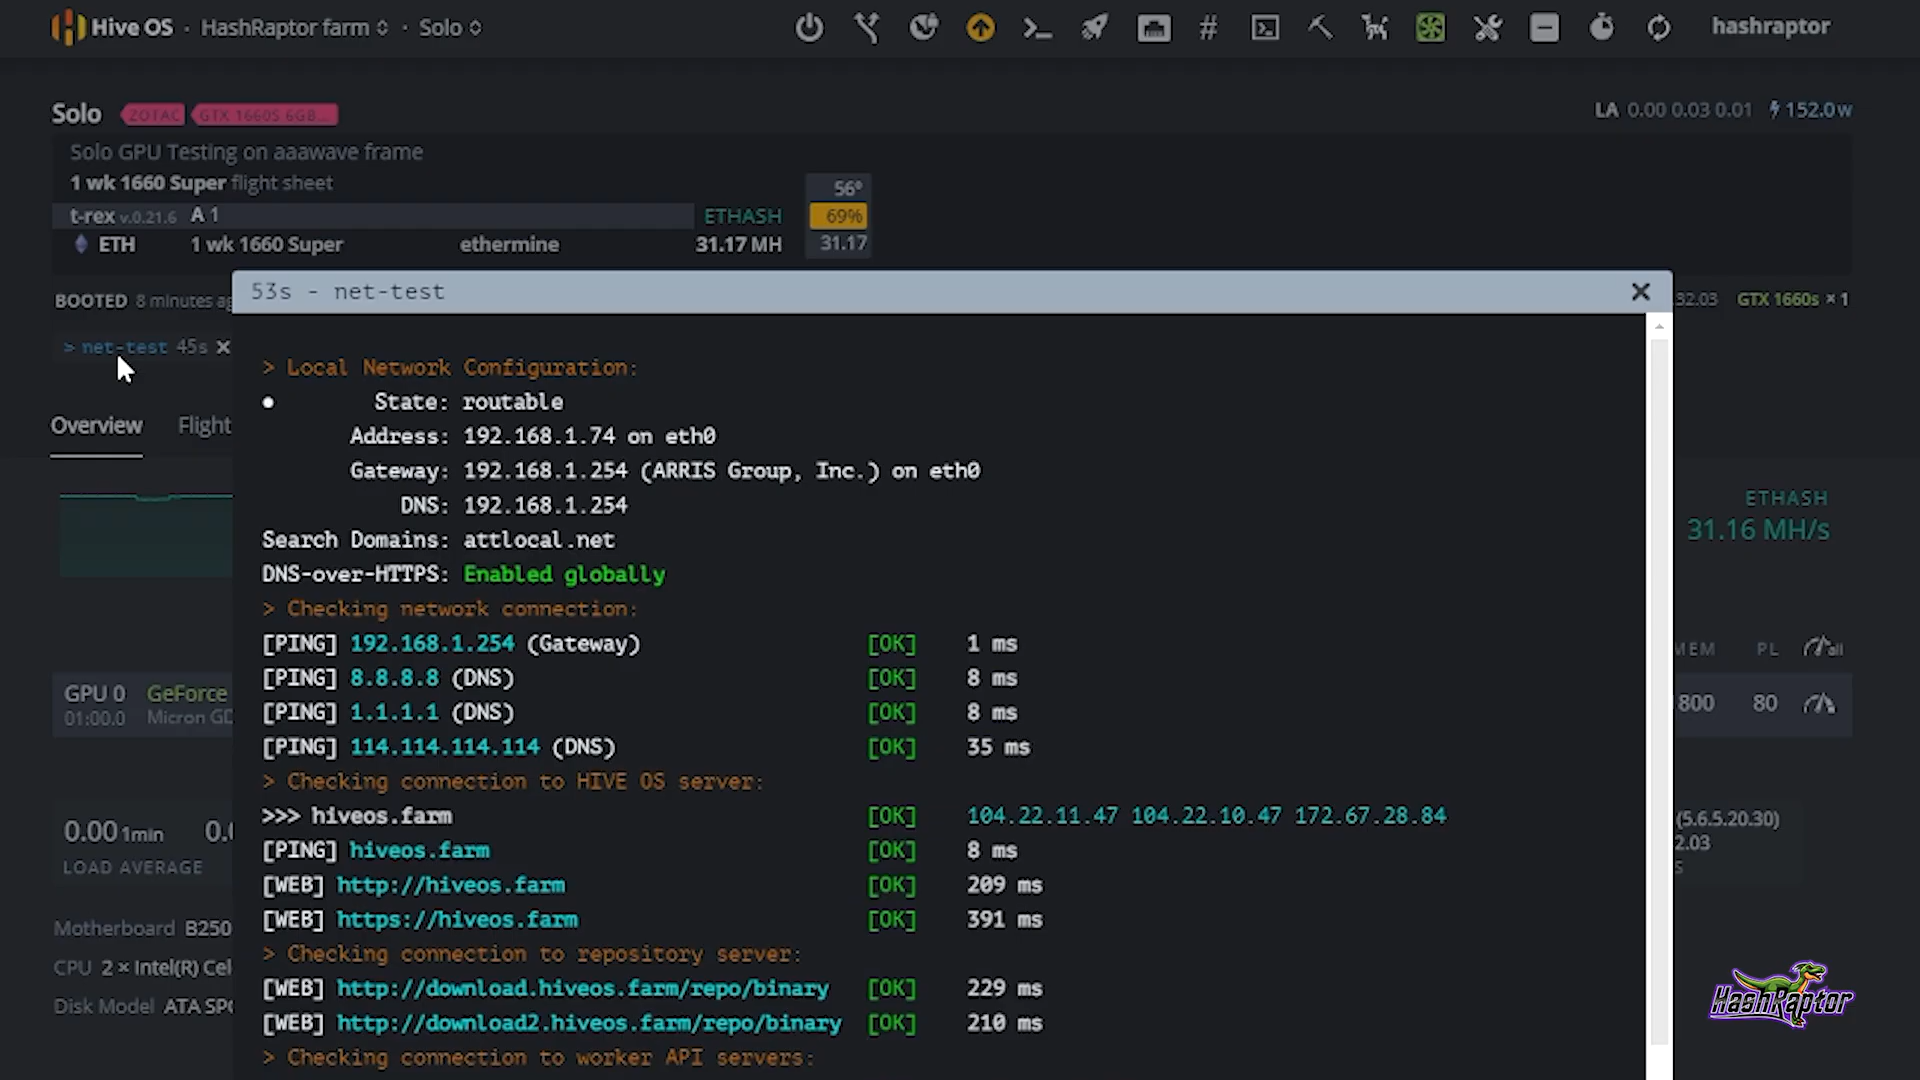 Hive OS · HashRaptor farm · Solo
hashraptor
Solo ZOTAC GTX 1660S 6GB...
LA 0.00 0.03 0.01 152.0w
Solo GPU Testing on aaawave frame
1 wk 1660 Super flight sheet
56°
t-rex v.0.21.6 A 1 ETHASH 69%
ETH 1 wk 1660 Super ethermine 31.17 MH 31.17
BOOTED 8 minutes ag
53s - net-test
32.03 GTX 1660s × 1
> net-test 45s
> Local Network Configuration:
State: routable
Overview Flight
Address: 192.168.1.74 on eth0
Gateway: 192.168.1.254 (ARRIS Group, Inc.) on eth0
DNS: 192.168.1.254
ETHASH
31.16 MH/s
Search Domains: attlocal.net
DNS-over-HTTPS: Enabled globally
> Checking network connection:
[PING] 192.168.1.254 (Gateway) [OK] 1 ms
MEM PL all
[PING] 8.8.8.8 (DNS) [OK] 8 ms
GPU 0 GeForce
01:00.0 Micron GD
800 80
[PING] 1.1.1.1 (DNS) [OK] 8 ms
[PING] 114.114.114.114 (DNS) [OK] 35 ms
> Checking connection to HIVE OS server:
>>> hiveos.farm [OK] 104.22.11.47 104.22.10.47 172.67.28.84
(5.6.5.20.30)
2.03
S
0.00 1min 0.0
LOAD AVERAGE
[PING] hiveos.farm [OK] 8 ms
[WEB] http://hiveos.farm [OK] 209 ms
[WEB] https://hiveos.farm [OK] 391 ms
Motherboard B250
> Checking connection to repository server:
CPU 2 × Intel(R) Cel
[WEB] http://download.hiveos.farm/repo/binary [OK] 229 ms
Disk Model ATA SPC
[WEB] http://download2.hiveos.farm/repo/binary [OK] 210 ms
> Checking connection to worker API servers:
HashRaptor